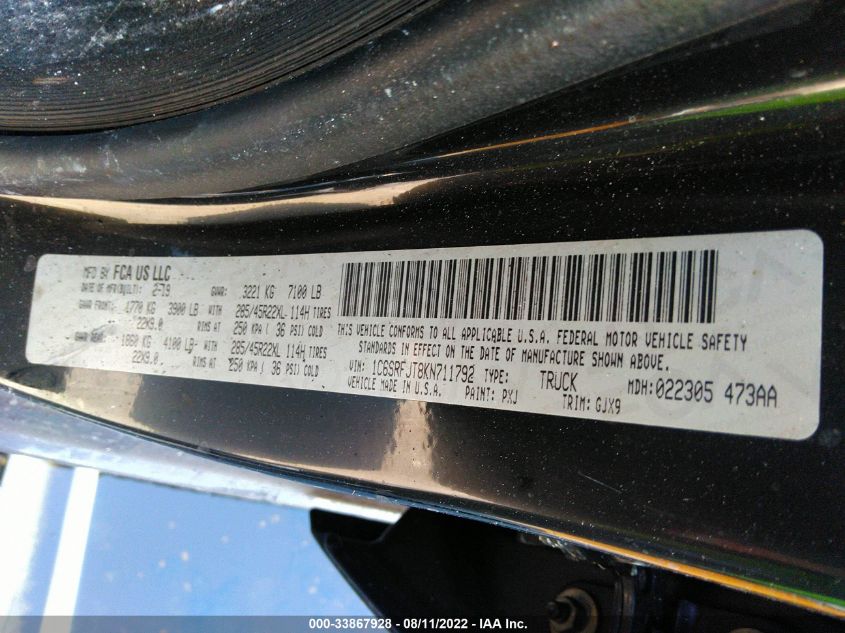 MFD BY FCA US LLC
DATE OF MFR(BUILT): 2-19 GVWR: 3221 KG 7100 LB
GAWR FRONT: 1770 KG 3900 LB WITH 285/45R22XL 114H TIRES
22X9.0 RIMS AT 250 KPA ( 36 PSI) COLD
GAWR REAR: 1860 KG 4100 LB WITH 285/45R22XL 114H TIRES
22X9.0 RIMS AT 250 KPA ( 36 PSI) COLD
THIS VEHICLE CONFORMS TO ALL APPLICABLE U.S.A. FEDERAL MOTOR VEHICLE SAFETY
STANDARDS IN EFFECT ON THE DATE OF MANUFACTURE SHOWN ABOVE.
VIN: 1C6SRFJT8KN711792 TYPE: TRUCK MDH: 022305 473AA
VEHICLE MADE IN U.S.A. PAINT: PXJ TRIM: GJX9
000-33867928 - 08/11/2022 - IAA Inc.